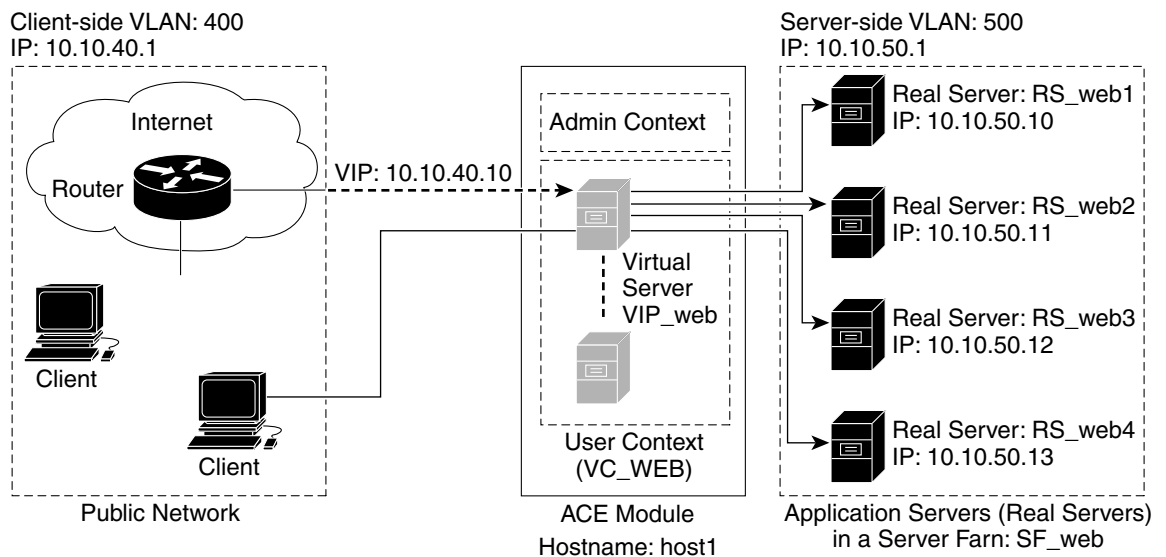 Client-side VLAN: 400
IP: 10.10.40.1
Internet
Router
Client
Client
Public Network
VIP: 10.10.40.10
Admin Context
Virtual
Server
VIP_web
User Context
(VC_WEB)
ACE Module
Hostname: host1
Server-side VLAN: 500
IP: 10.10.50.1
Real Server: RS_web1
IP: 10.10.50.10
Real Server: RS_web2
IP: 10.10.50.11
Real Server: RS_web3
IP: 10.10.50.12
Real Server: RS_web4
IP: 10.10.50.13
Application Servers (Real Servers)
in a Server Farn: SF_web